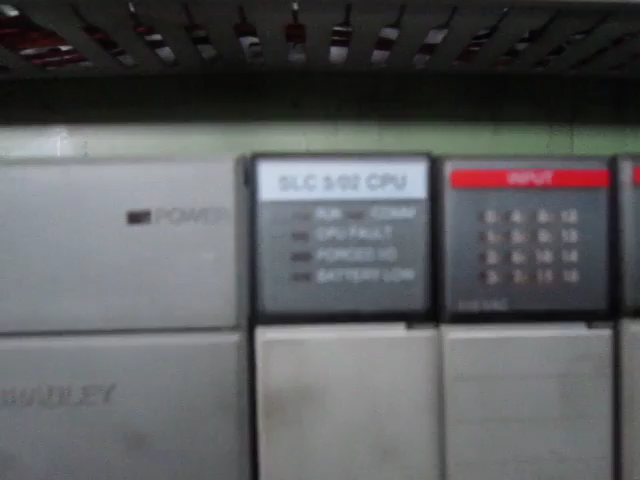 POWER
SLC 5/02 CPU
RUN COMM
CPU FAULT
FORCED I/O
BATTERY LOW
INPUT
0 4 8 12
1 5 9 13
2 6 10 14
3 7 11 15
BRADLEY